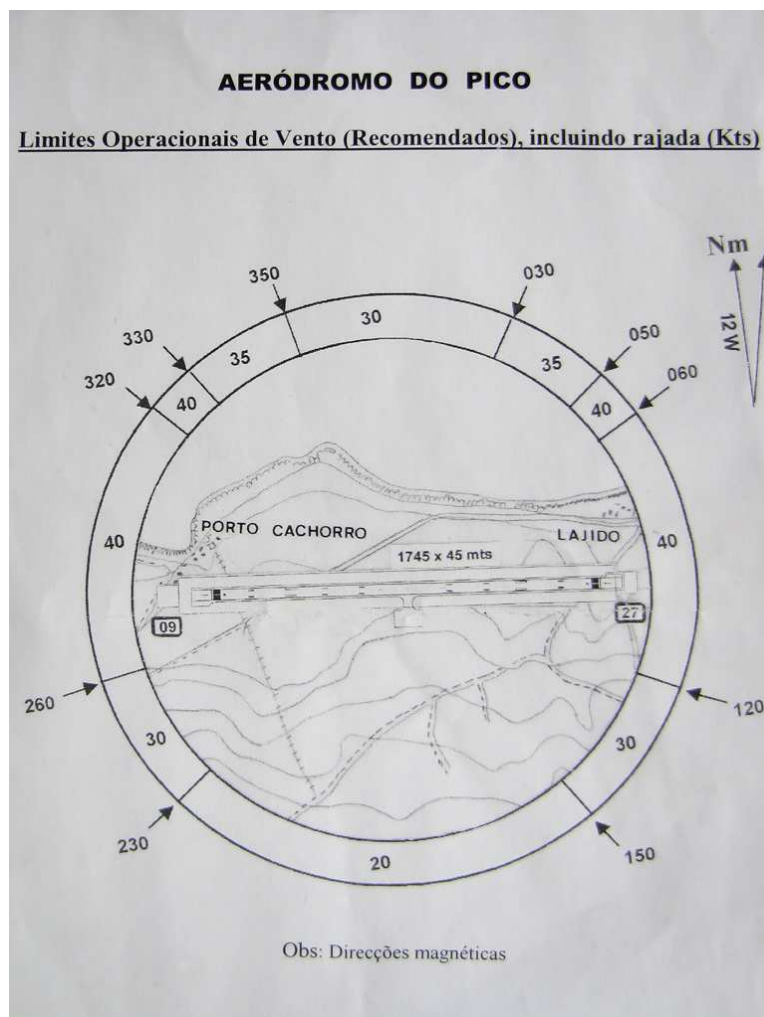 AERÓDROMO DO PICO
Limites Operacionais de Vento (Recomendados), incluindo rajada (Kts)
Nm
12 W
350
030
30
330
35
35
050
320
40
40
060
40
40
PORTO CACHORRO
LAJIDO
1745 x 45 mts
09
27
260
120
30
30
230
150
20
Obs: Direcções magnéticas